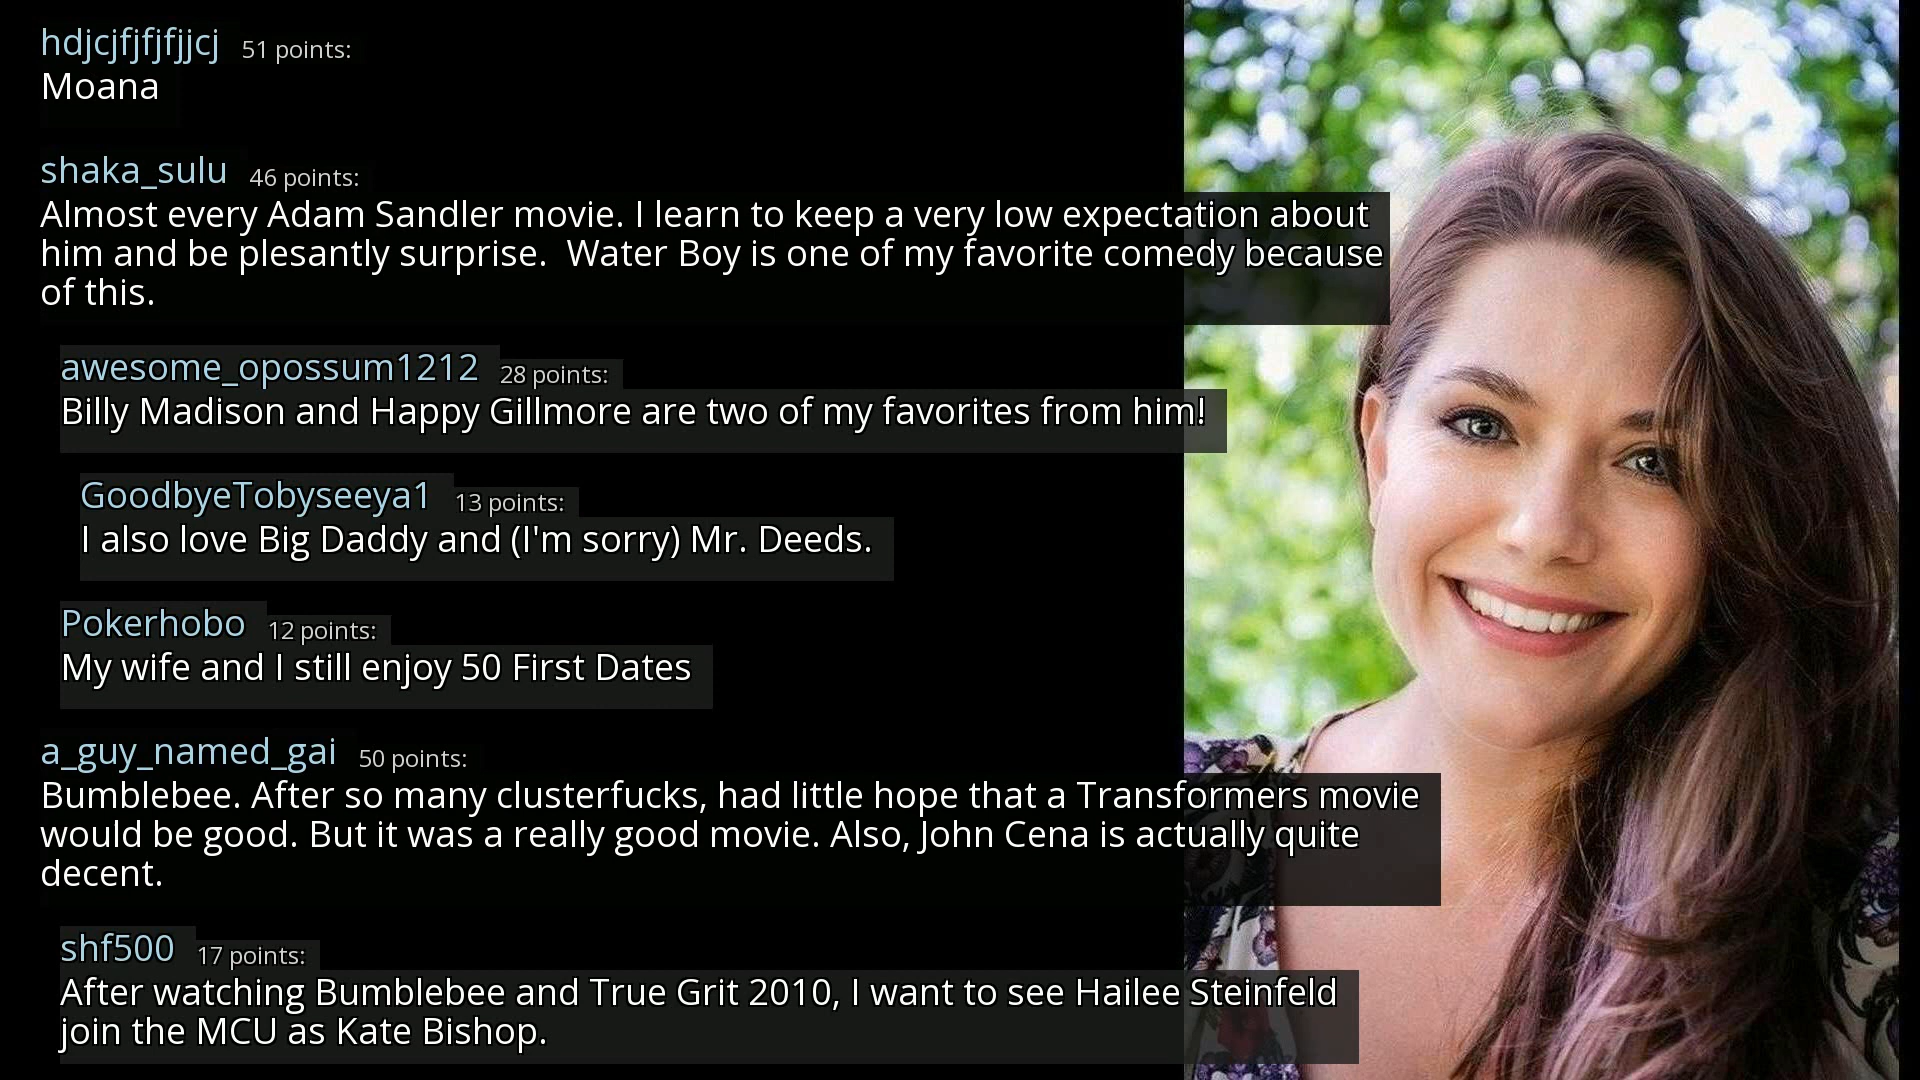 hdjcjfjfjfjjcj 51 points:
Moana
shaka_sulu 46 points:
Almost every Adam Sandler movie. I learn to keep a very low expectation about
him and be plesantly surprise.  Water Boy is one of my favorite comedy because
of this.
awesome_opossum1212 28 points:
Billy Madison and Happy Gillmore are two of my favorites from him!
GoodbyeTobyseeya1 13 points:
I also love Big Daddy and (I'm sorry) Mr. Deeds.
Pokerhobo 12 points:
My wife and I still enjoy 50 First Dates
a_guy_named_gai 50 points:
Bumblebee. After so many clusterfucks, had little hope that a Transformers movie
would be good. But it was a really good movie. Also, John Cena is actually quite
decent.
shf500 17 points:
After watching Bumblebee and True Grit 2010, I want to see Hailee Steinfeld
join the MCU as Kate Bishop.